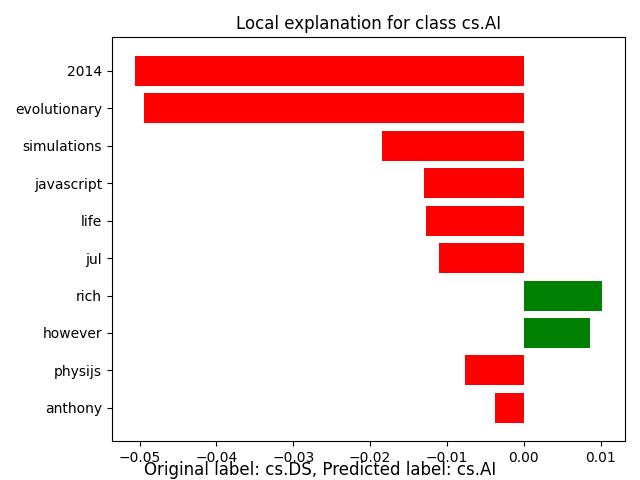 Local explanation for class cs.AI
2014
evolutionary
simulations
javascript
life
jul
rich
however
physijs
anthony
−0.05 −0.04 −0.03 −0.02 −0.01 0.00 0.01
Original label: cs.DS, Predicted label: cs.AI